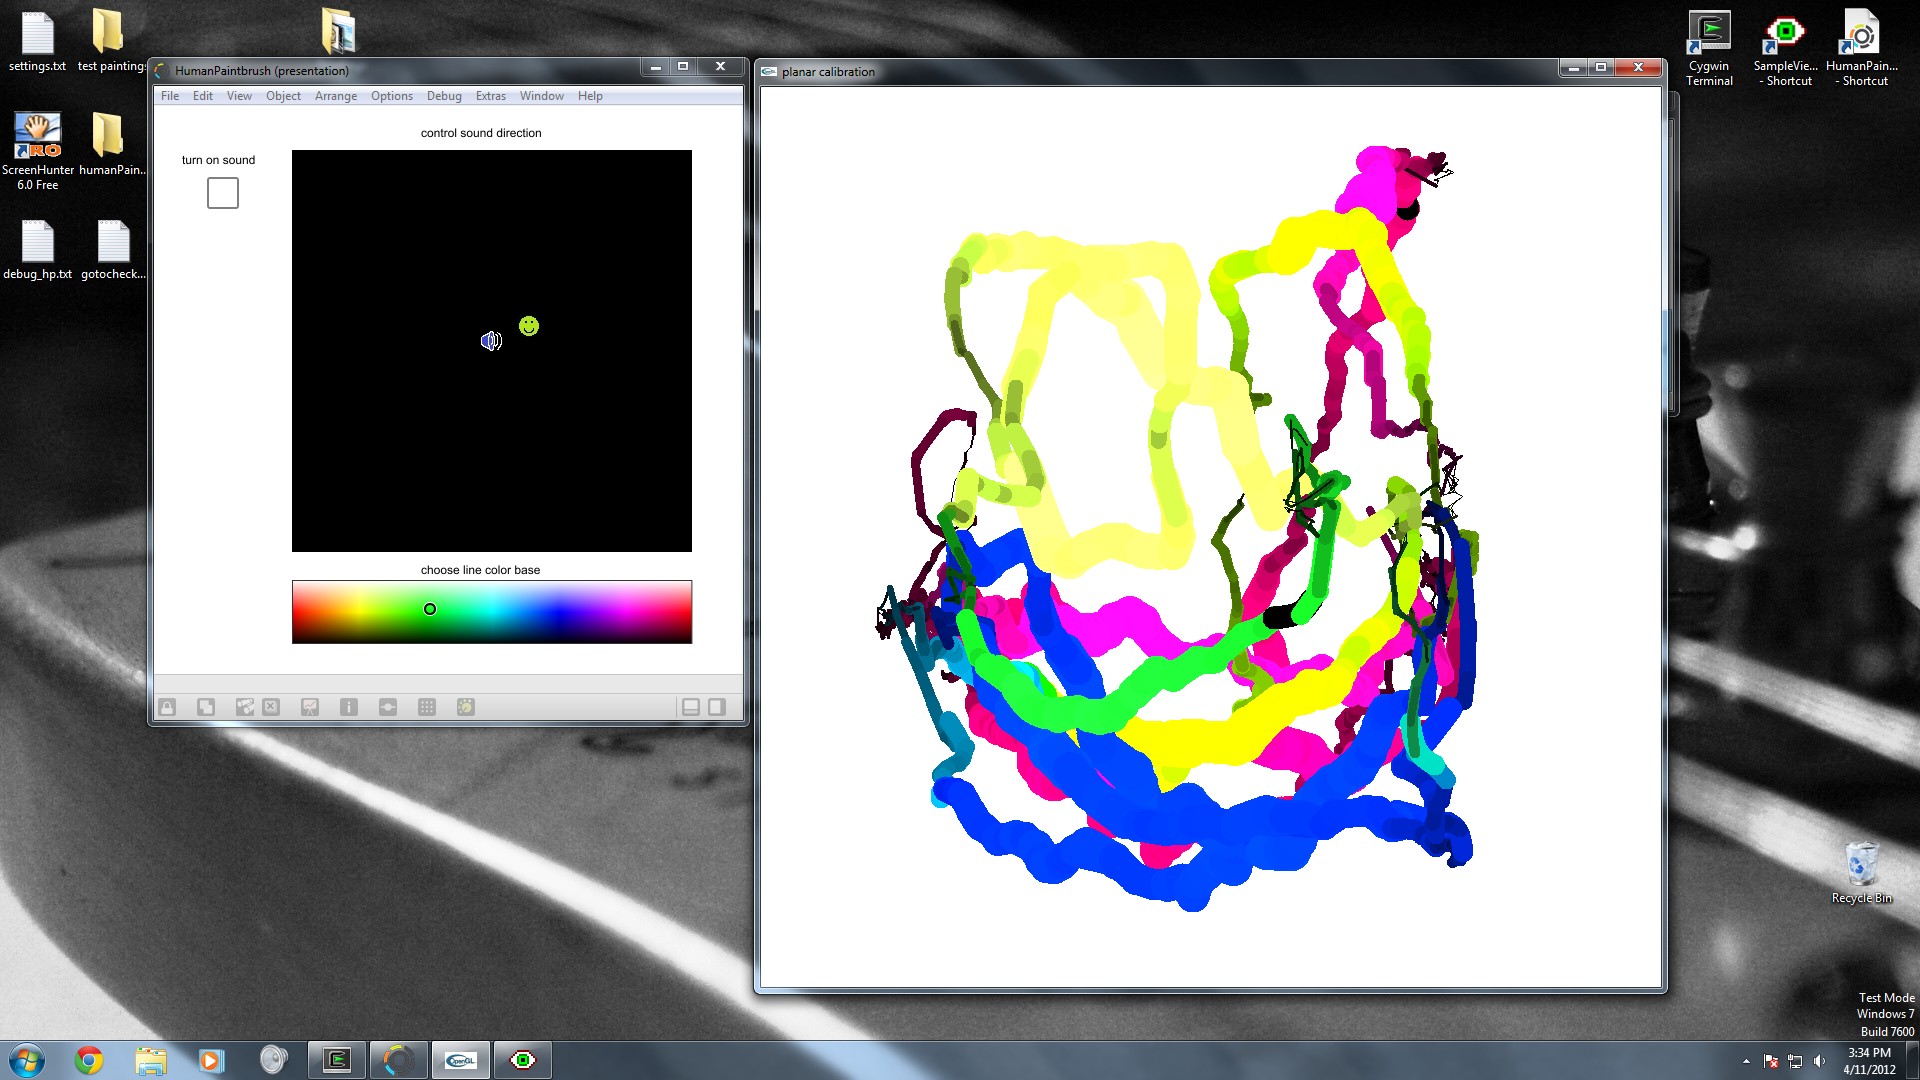 settings.txt
test painting:
ScreenHunter
6.0 Free
humanPain...
debug_hp.txt
gotocheck...
HumanPaintbrush (presentation)
File Edit View Object Arrange Options Debug Extras Window Help
control sound direction
turn on sound
choose line color base
planar calibration
Cygwin
Terminal
SampleVie...
- Shortcut
HumanPain...
- Shortcut
Recycle Bin
Test Mode
Windows 7
Build 7600
OpenGL
3:34 PM
4/11/2012